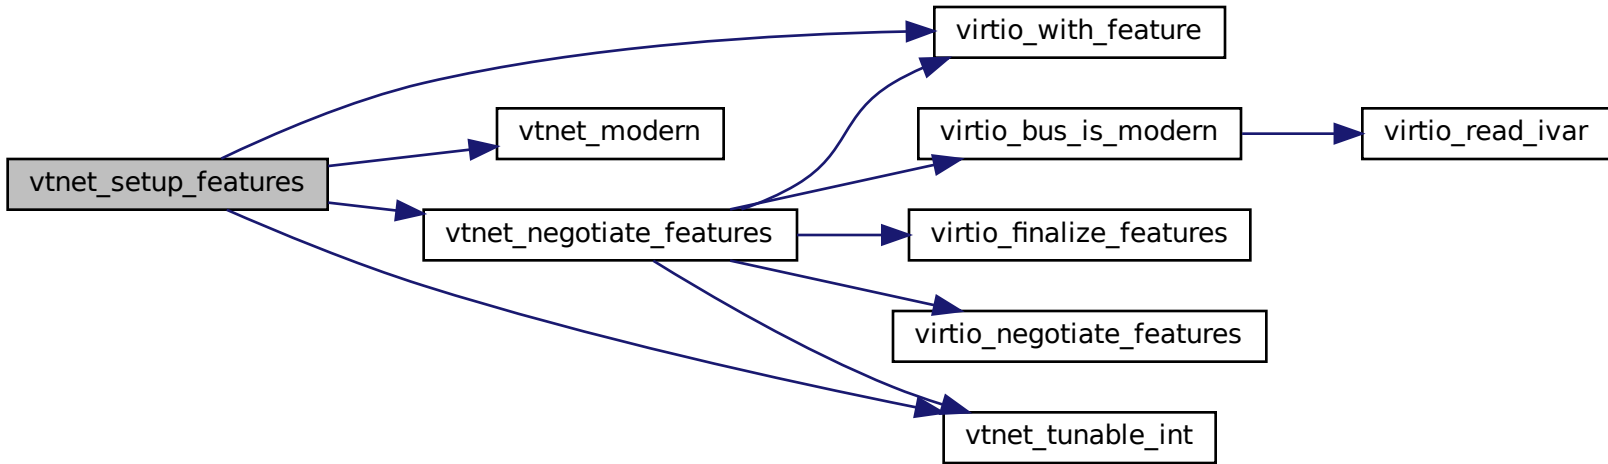 virtio_with_feature
vtnet_modern
virtio_bus_is_modern
virtio_read_ivar
vtnet_setup_features
vtnet_negotiate_features
virtio_finalize_features
virtio_negotiate_features
vtnet_tunable_int